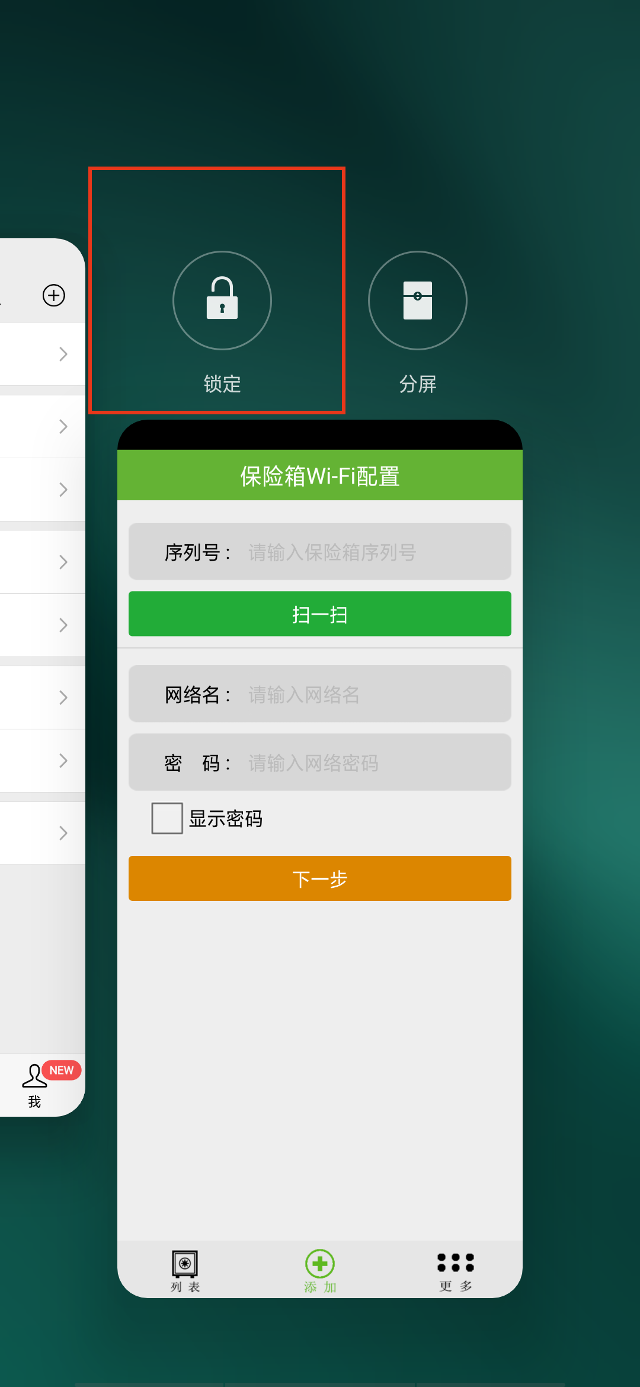 锁定
分屏
保险箱Wi-Fi配置
序列号： 请输入保险箱序列号
扫一扫
网络名： 请输入网络名
密 码： 请输入网络密码
显示密码
下一步
NEW
我
列表
添加
更多